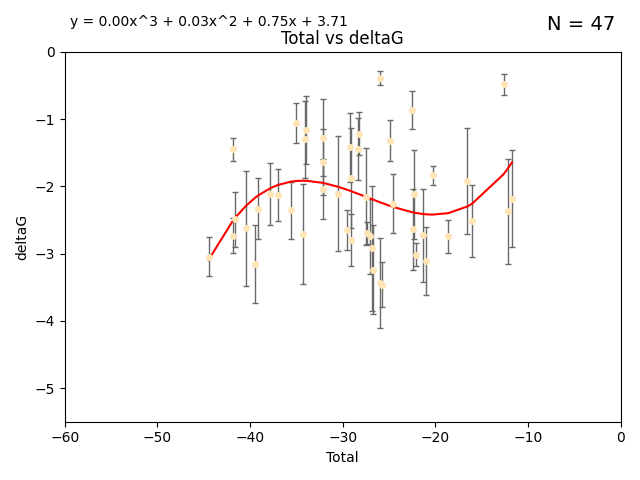 y = 0.00x^3 + 0.03x^2 + 0.75x + 3.71
N = 47
Total vs deltaG
0
−1
−2
−3
−4
−5
deltaG
−60 −50 −40 −30 −20 −10 0
Total